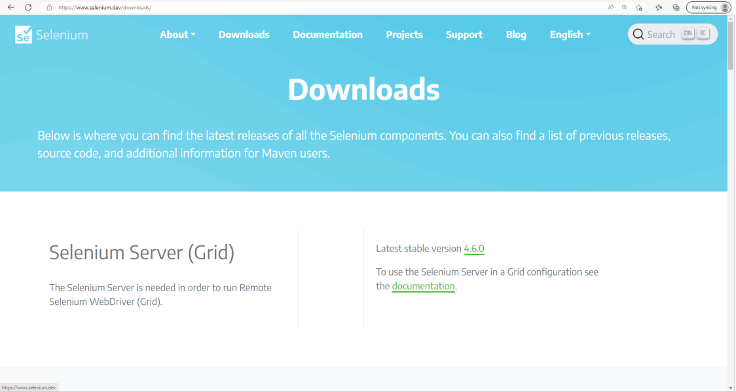 https://www.selenium.dev/downloads/
Not syncing
Se Selenium
About Downloads Documentation Projects Support Blog English Search CTRL K
Downloads
Below is where you can find the latest releases of all the Selenium components. You can also find a list of previous releases,
source code, and additional information for Maven users.
Selenium Server (Grid)
The Selenium Server is needed in order to run Remote
Selenium WebDriver (Grid).
Latest stable version 4.6.0
To use the Selenium Server in a Grid configuration see
the documentation.
https://www.selenium.dev